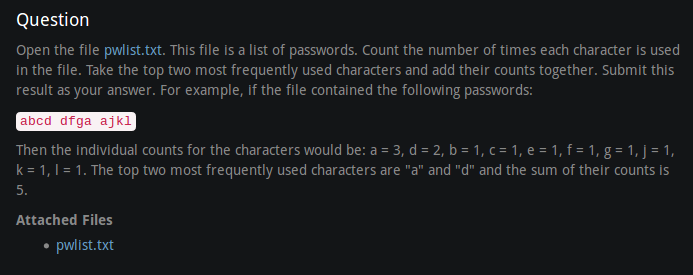 Question
Open the file pwlist.txt. This file is a list of passwords. Count the number of times each character is used
in the file. Take the top two most frequently used characters and add their counts together. Submit this
result as your answer. For example, if the file contained the following passwords:
abcd dfga ajkl
Then the individual counts for the characters would be: a = 3, d = 2, b = 1, c = 1, e = 1, f = 1, g = 1, j = 1,
k = 1, l = 1. The top two most frequently used characters are "a" and "d" and the sum of their counts is
5.
Attached Files
• pwlist.txt